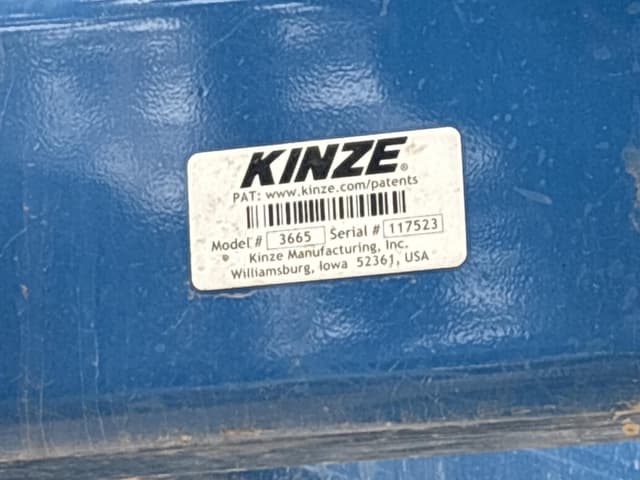 KINZE®
PAT: www.kinze.com/patents
Model # 3665 Serial # 117523
Kinze Manufacturing, Inc.
Williamsburg, Iowa 52361, USA